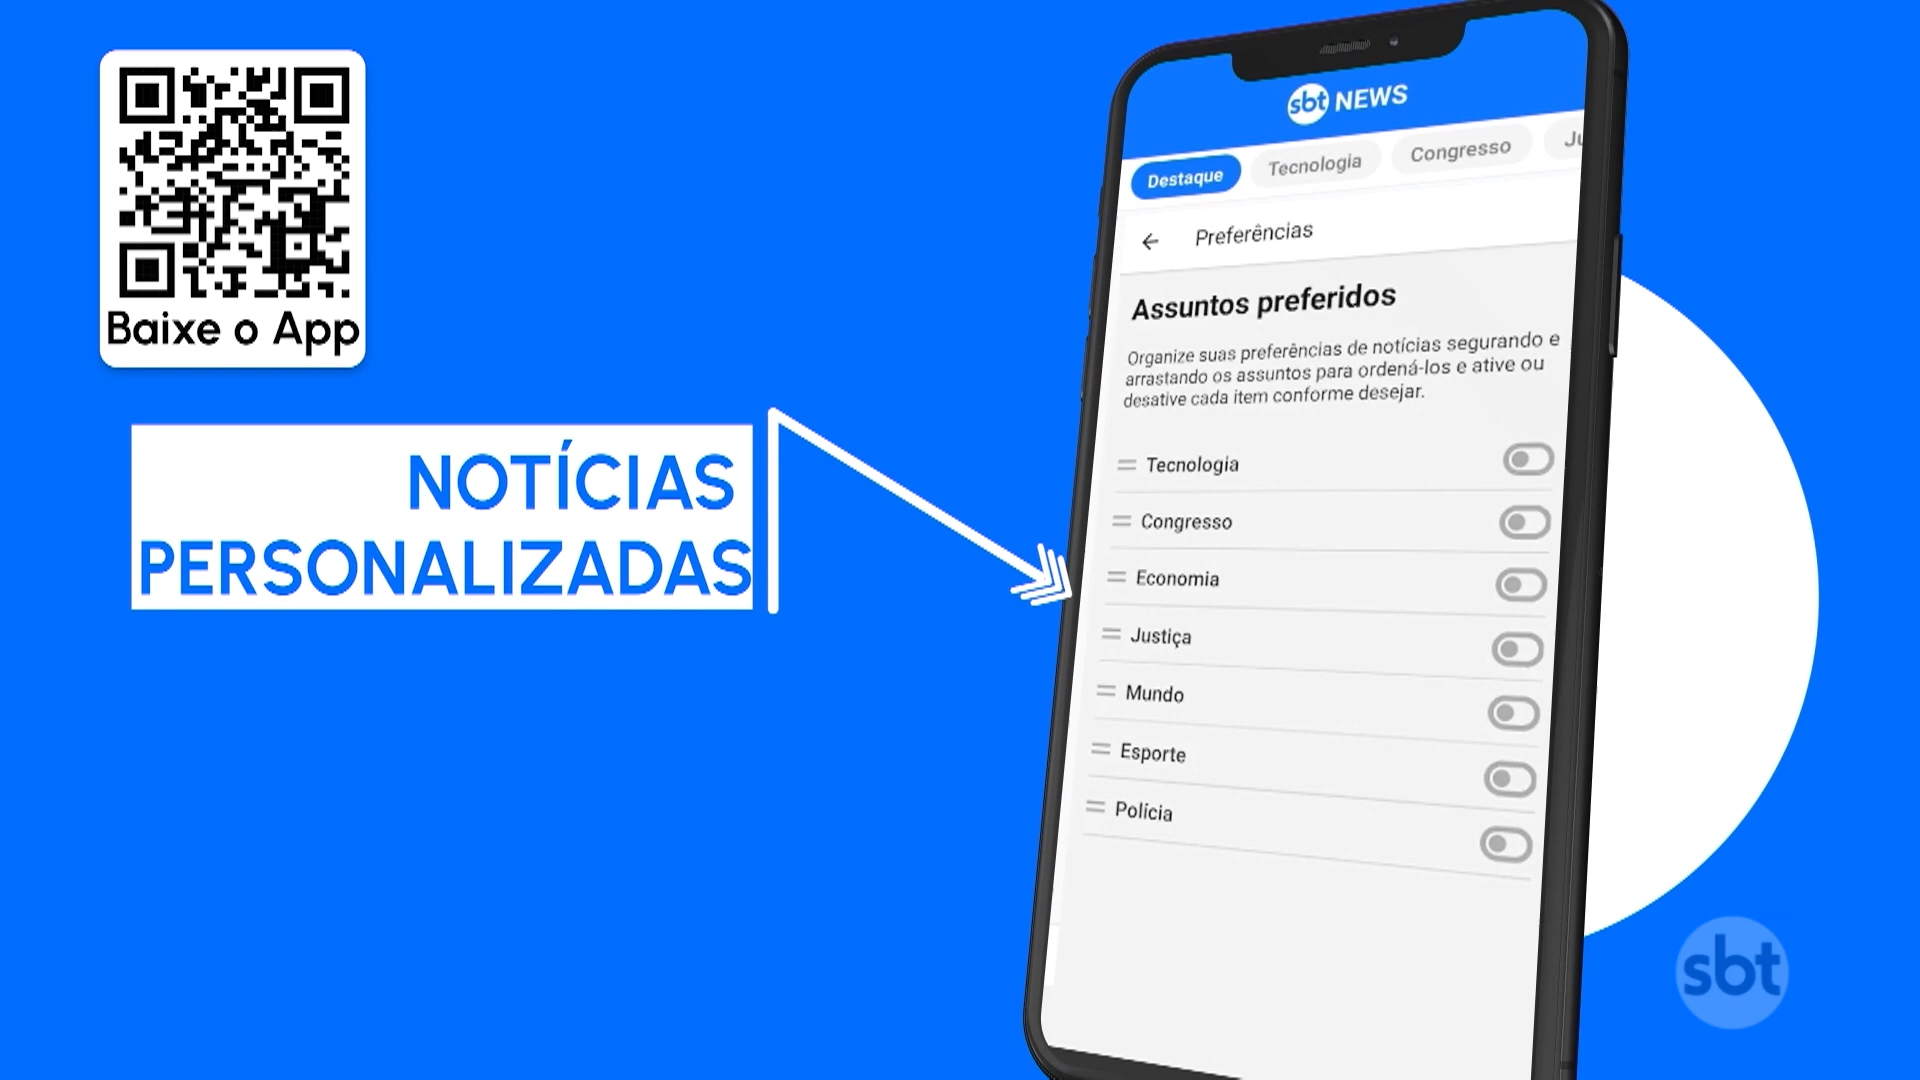 Baixe o App
NOTÍCIAS
PERSONALIZADAS
sbt NEWS
Destaque Tecnologia Congresso Ju
Preferências
Assuntos preferidos
Organize suas preferências de notícias segurando e
arrastando os assuntos para ordená-los e ative ou
desative cada item conforme desejar.
Tecnologia
Congresso
Economia
Justiça
Mundo
Esporte
Polícia
sbt